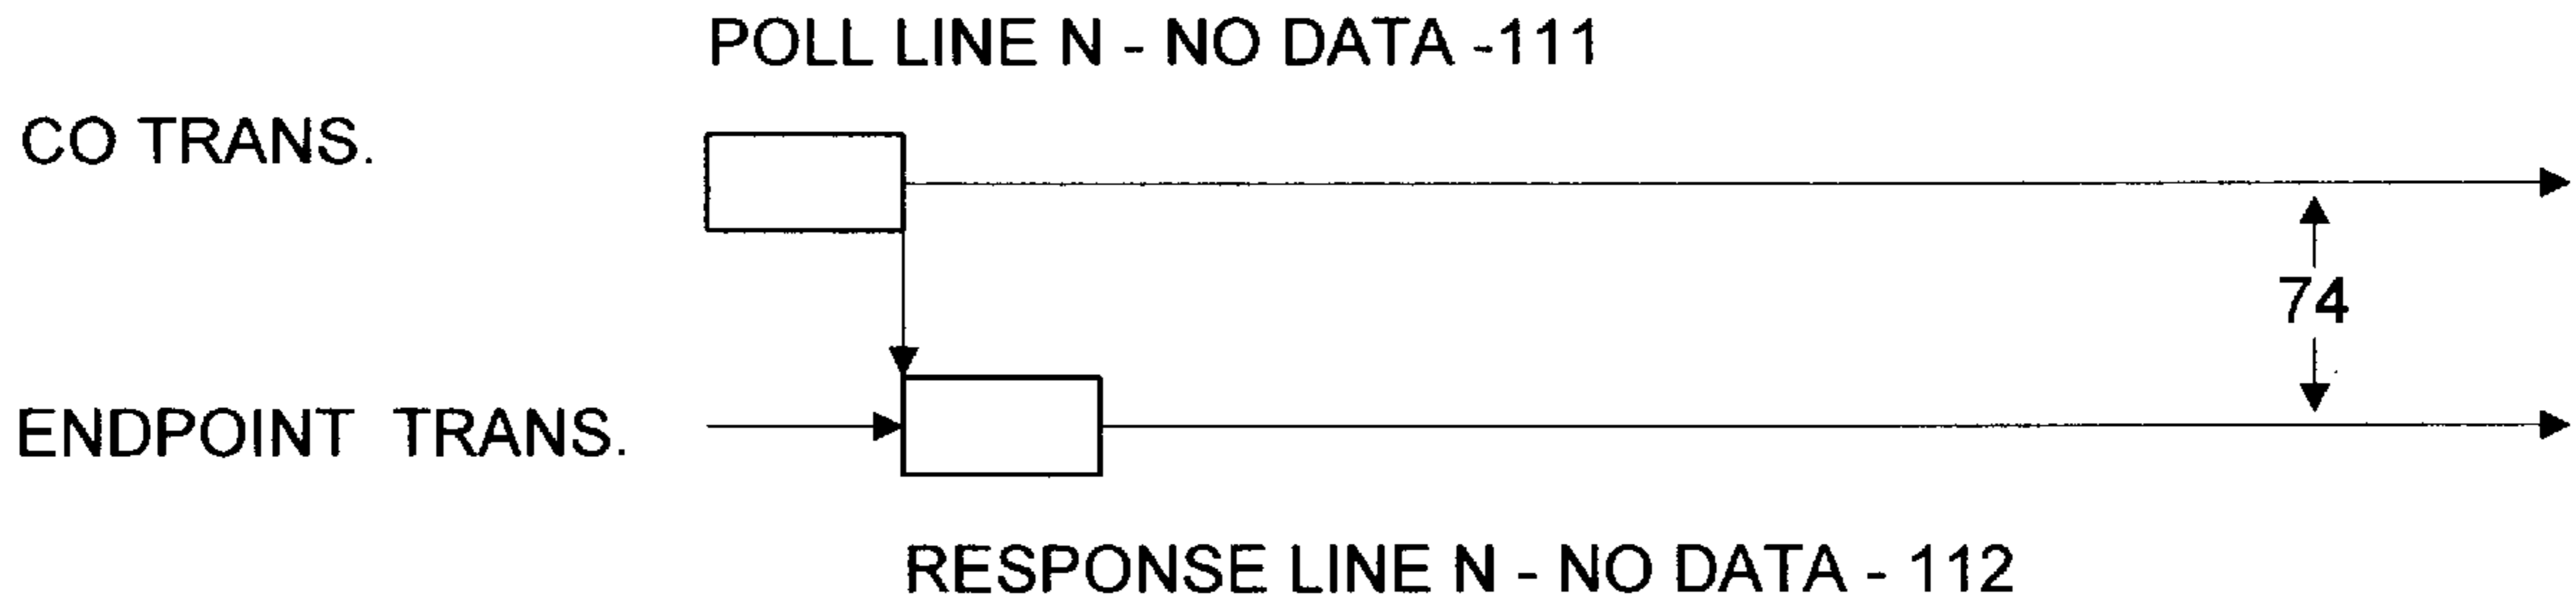 POLL LINE N - NO DATA -111
CO TRANS.
74
ENDPOINT TRANS.
RESPONSE LINE N - NO DATA - 112